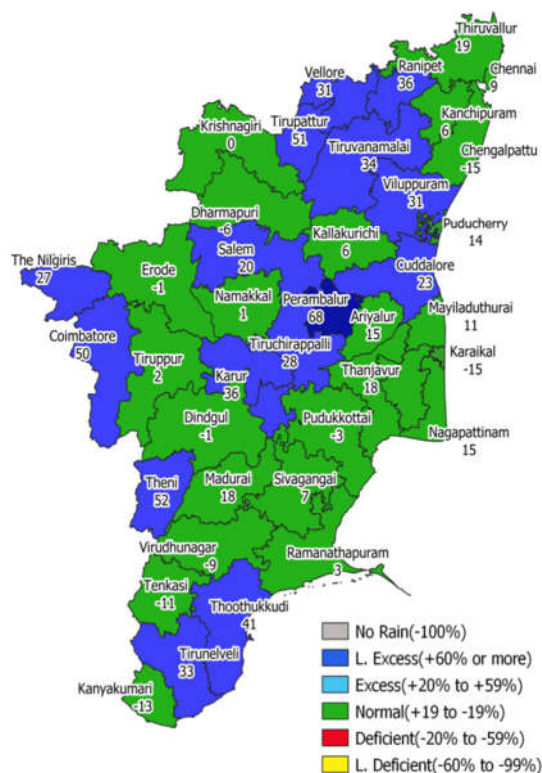 Thiruvallur
19
Vellore
31
Ranipet
36
Chennai
9
Tirupattur
51
Kanchipuram
6
Krishnagiri
0
Tiruvanamalai
34
Chengalpattu
-15
Viluppuram
31
Dharmapuri
-6
Kallakurichi
6
Puducherry
14
Salem
20
The Nilgiris
27
Erode
-1
Cuddalore
23
Namakkal
1
Perambalur
68
Ariyalur
15
Mayiladuthurai
11
Coimbatore
50
Tiruppur
2
Tiruchirappalli
28
Karaikal
-15
Karur
36
Thanjavur
18
Dindgul
-1
Pudukkottai
-3
Nagapattinam
15
Theni
52
Madurai
18
Sivagangai
7
Virudhunagar
-9
Ramanathapuram
3
Tenkasi
-11
Thoothukkudi
41
Tirunelveli
33
Kanyakumari
-13
No Rain(-100%)
L. Excess(+60% or more)
Excess(+20% to +59%)
Normal(+19 to -19%)
Deficient(-20% to -59%)
L. Deficient(-60% to -99%)